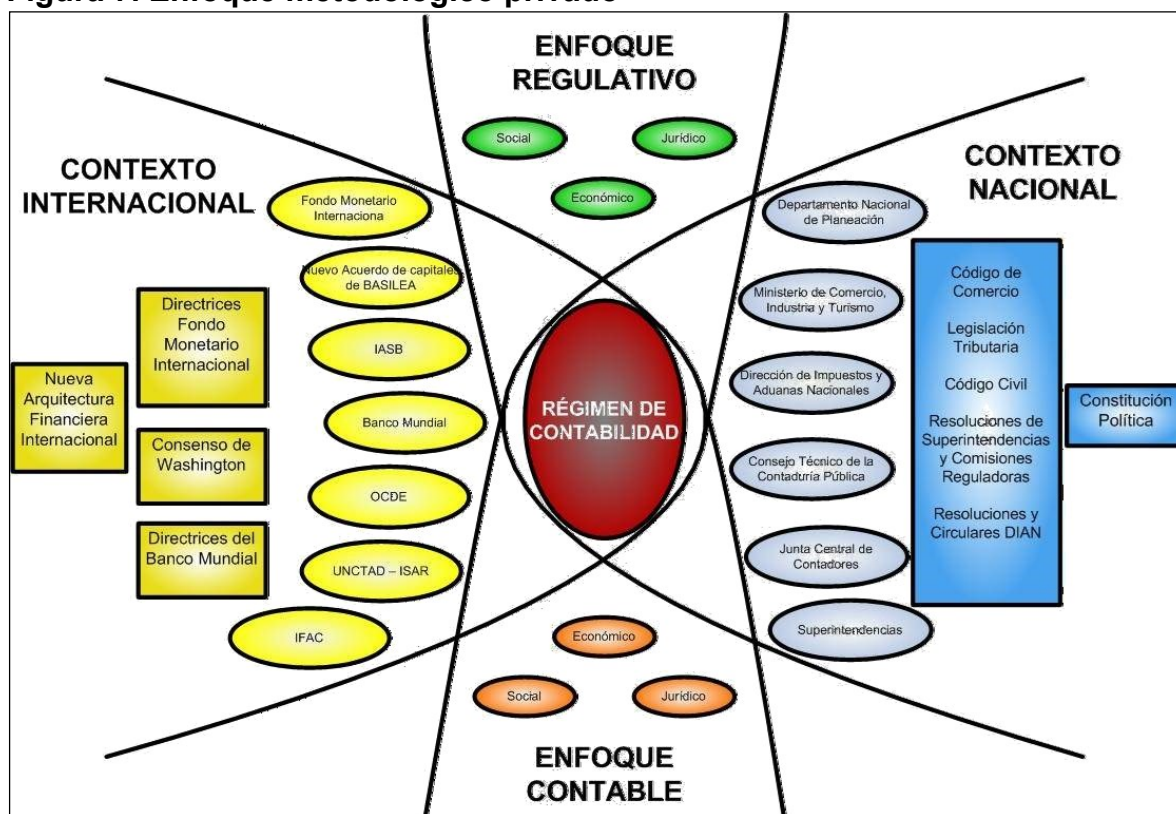 Figura 7. Enfoque metodológico privado
ENFOQUE
REGULATIVO
Social
Jurídico
Económico
CONTEXTO
INTERNACIONAL
Fondo Monetario
Internaciona
Nuevo Acuerdo de capitales
de BASILEA
IASB
Banco Mundial
OCDE
UNCTAD – ISAR
IFAC
Directrices
Fondo
Monetario
Internacional
Consenso de
Washington
Directrices del
Banco Mundial
Nueva
Arquitectura
Financiera
Internacional
RÉGIMEN DE
CONTABILIDAD
CONTEXTO
NACIONAL
Departamento Nacional
de Planeación
Ministerio de Comercio,
Industria y Turismo
Dirección de Impuestos y
Aduanas Nacionales
Consejo Técnico de la
Contaduría Pública
Junta Central de
Contadores
Superintendencias
Código de
Comercio
Legislación
Tributaria
Código Civil
Resoluciones de
Superintendencias
y Comisiones
Reguladoras
Resoluciones y
Circulares DIAN
Constitución
Política
Económico
Social
Jurídico
ENFOQUE
CONTABLE